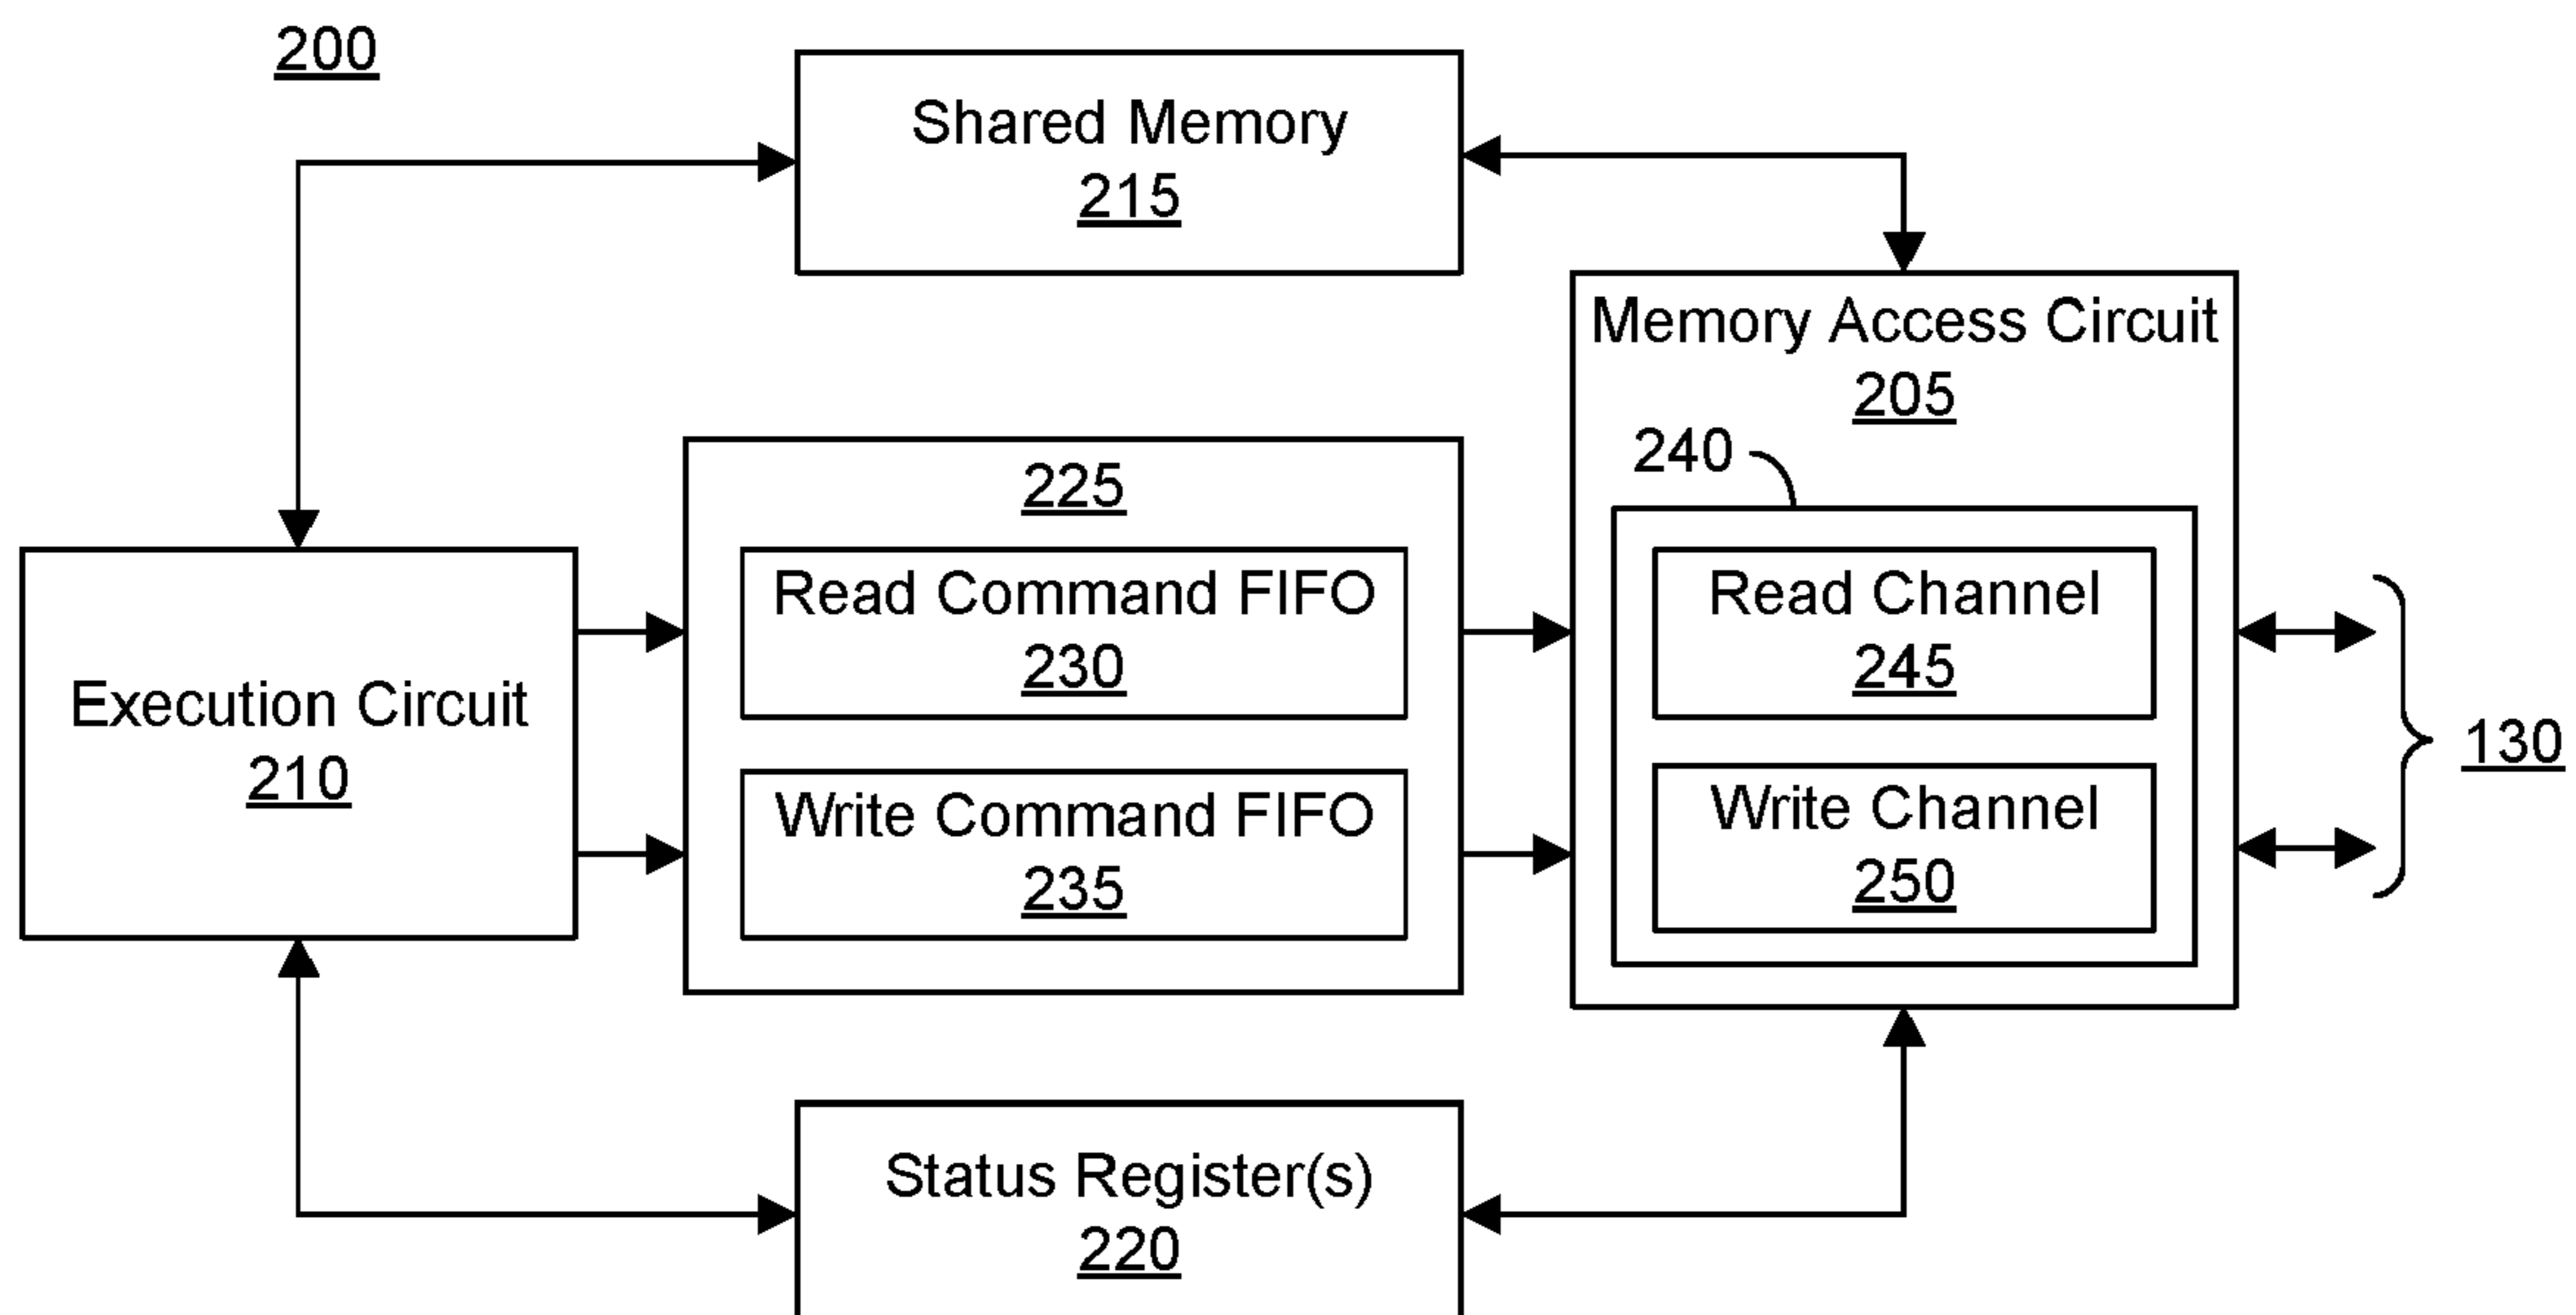 200
Shared Memory
215
Memory Access Circuit
205
240
225
Read Command FIFO
230
Read Channel
245
Execution Circuit
210
130
Write Command FIFO
235
Write Channel
250
Status Register(s)
220